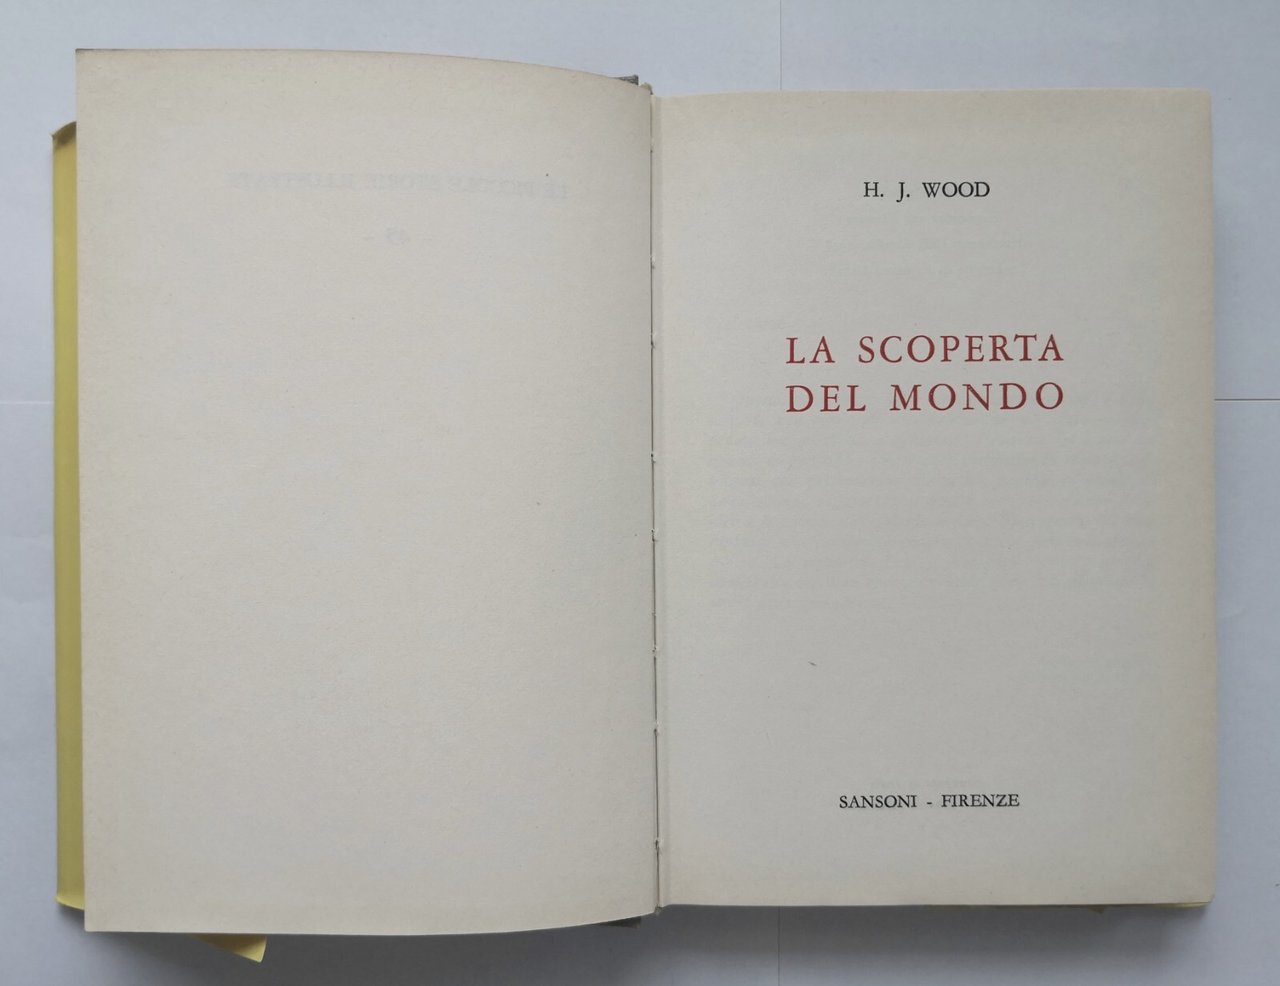 H. J. WOOD
LA SCOPERTA
DEL MONDO
SANSONI - FIRENZE